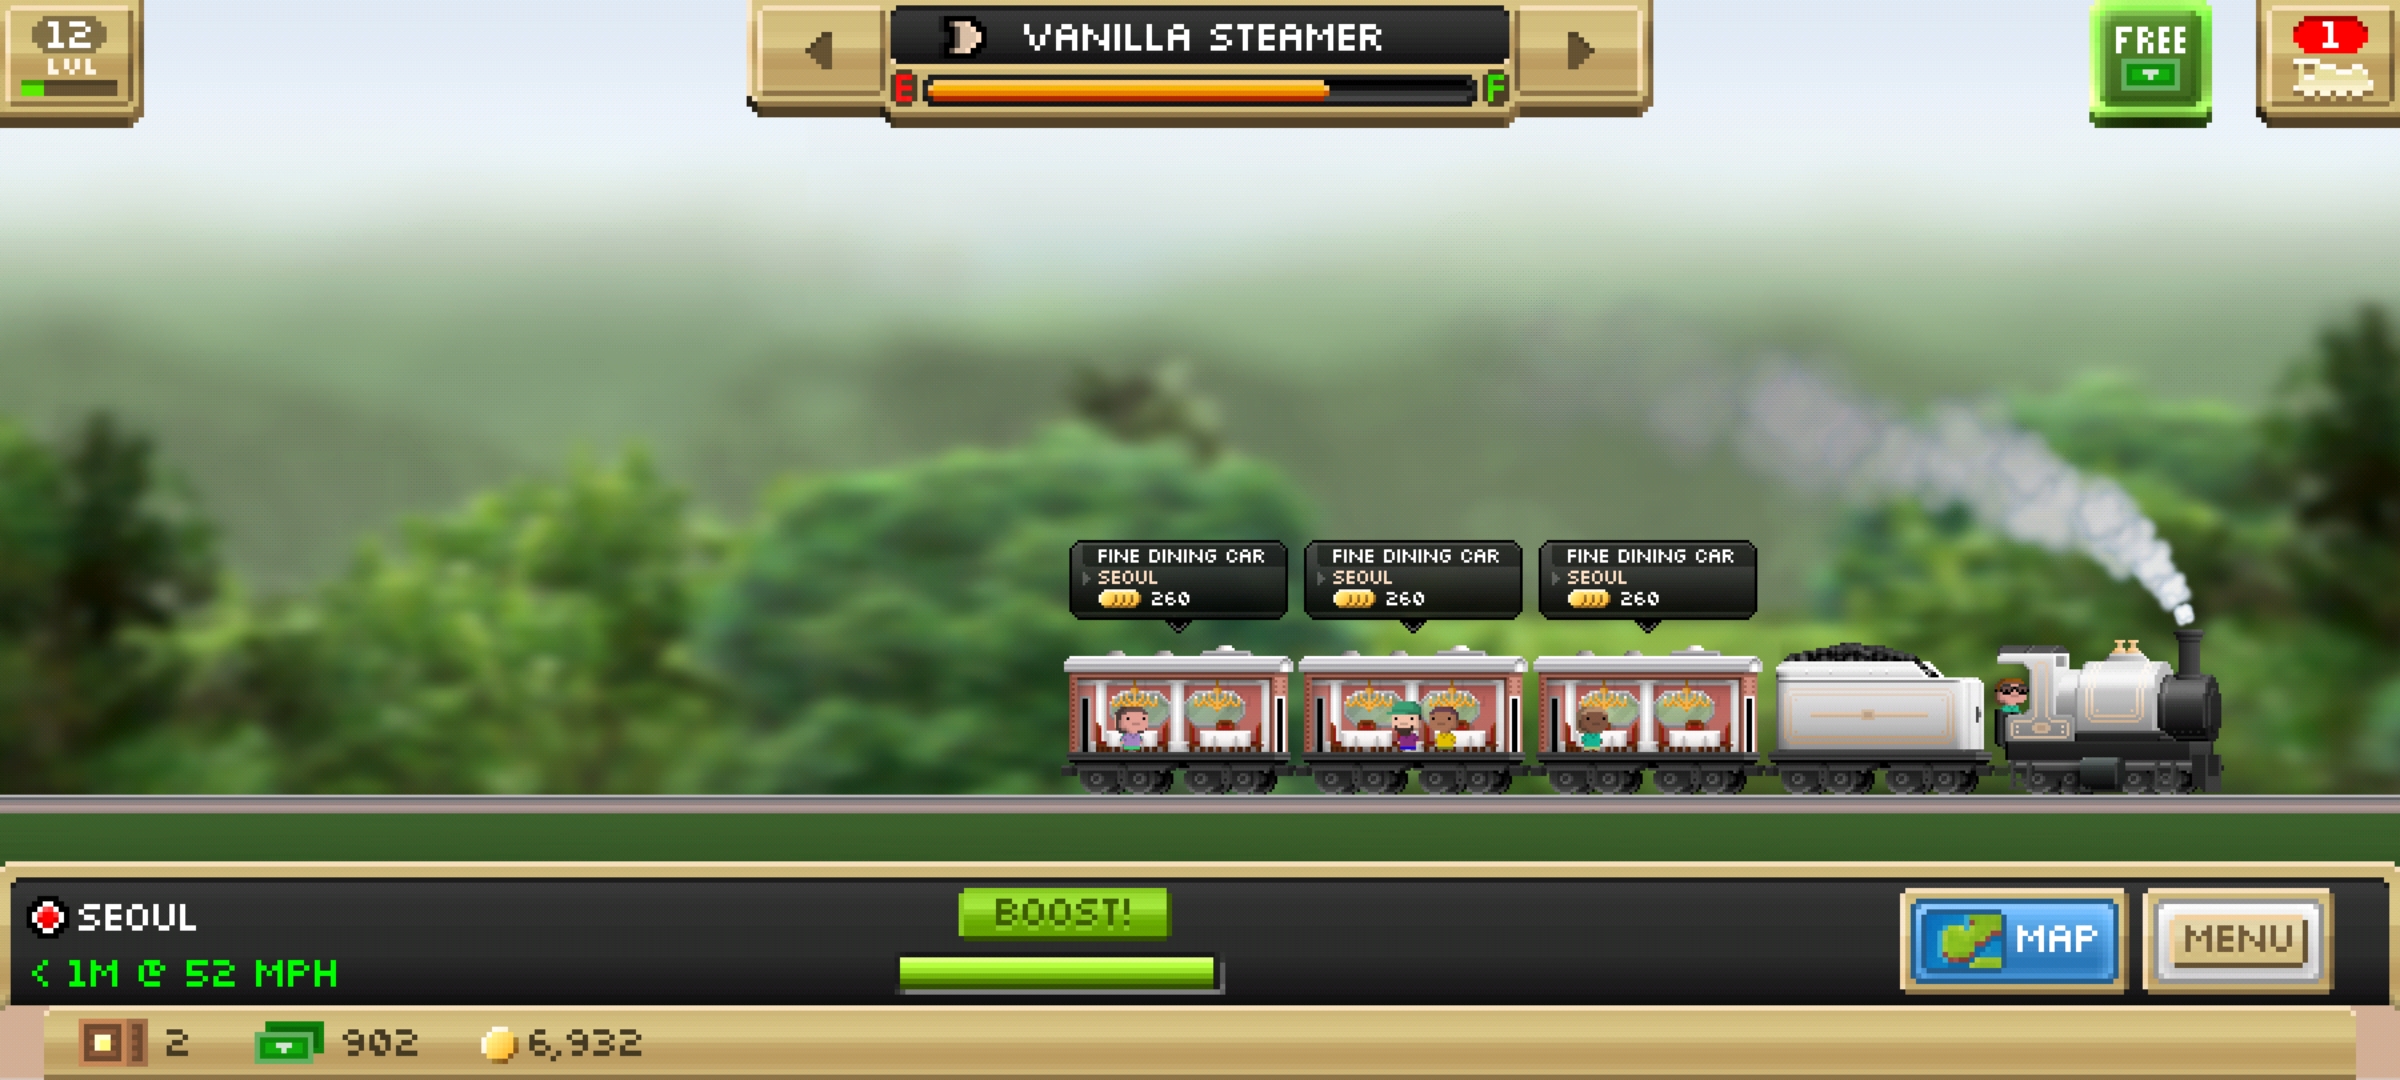 12
LVL
VANILLA STEAMER
E
F
FREE
1
FINE DINING CAR
SEOUL
260
FINE DINING CAR
SEOUL
260
FINE DINING CAR
SEOUL
260
SEOUL
< 1M @ 52 MPH
BOOST!
MAP
MENU
2
902
6,932